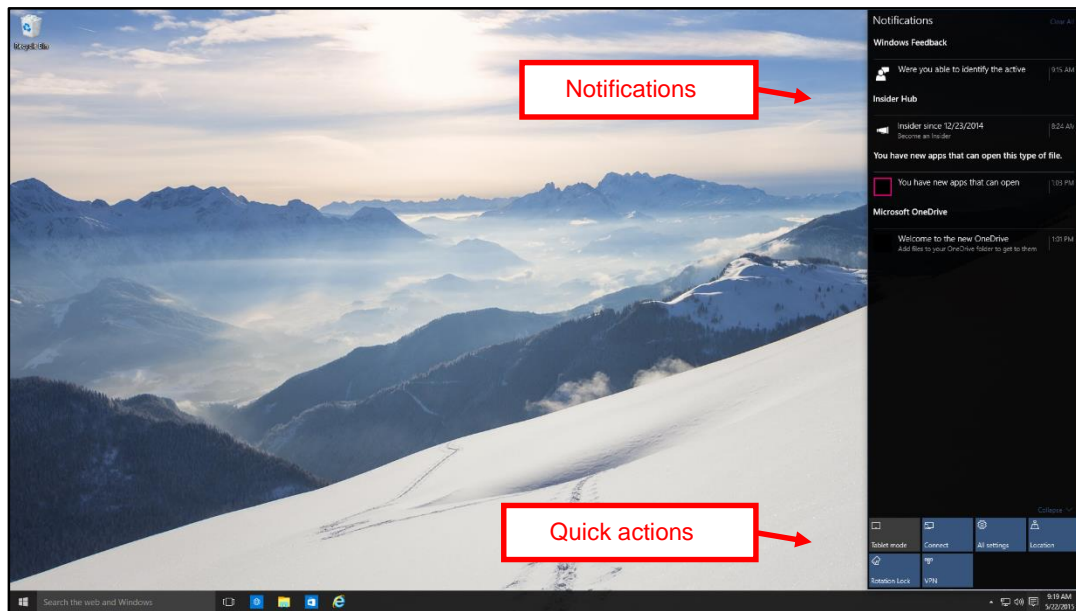 Recycle Bin
Notifications
Quick actions
Notifications Clear All
Windows Feedback
Were you able to identify the active 9:15 AM
Insider Hub
Insider since 12/23/2014 8:24 AM
Become an Insider
You have new apps that can open this type of file.
You have new apps that can open 1:03 PM
Microsoft OneDrive
Welcome to the new OneDrive 1:01 PM
Add files to your OneDrive folder to get to them
Collapse
Tablet mode Connect All settings Location
Rotation Lock VPN
Search the web and Windows
9:19 AM
5/22/2015